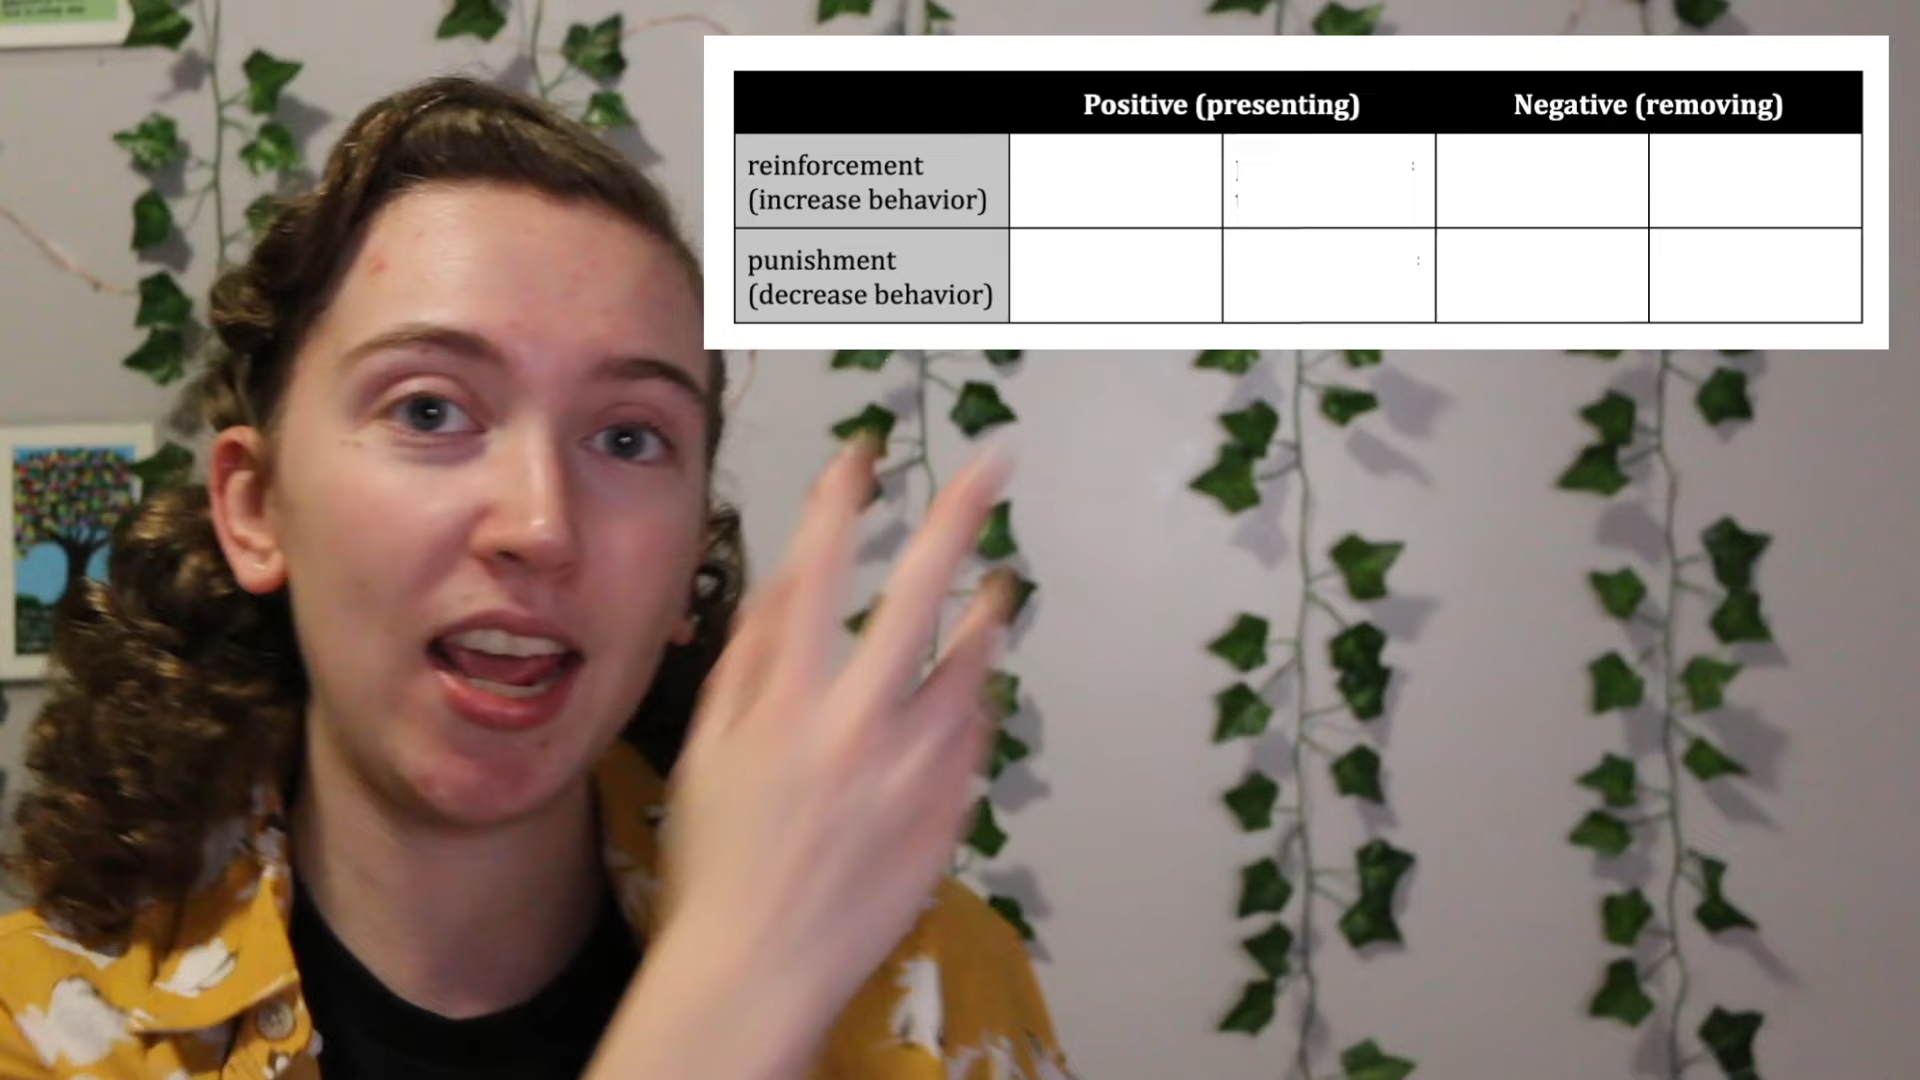 Positive (presenting) Negative (removing)
reinforcement
(increase behavior)
punishment
(decrease behavior)